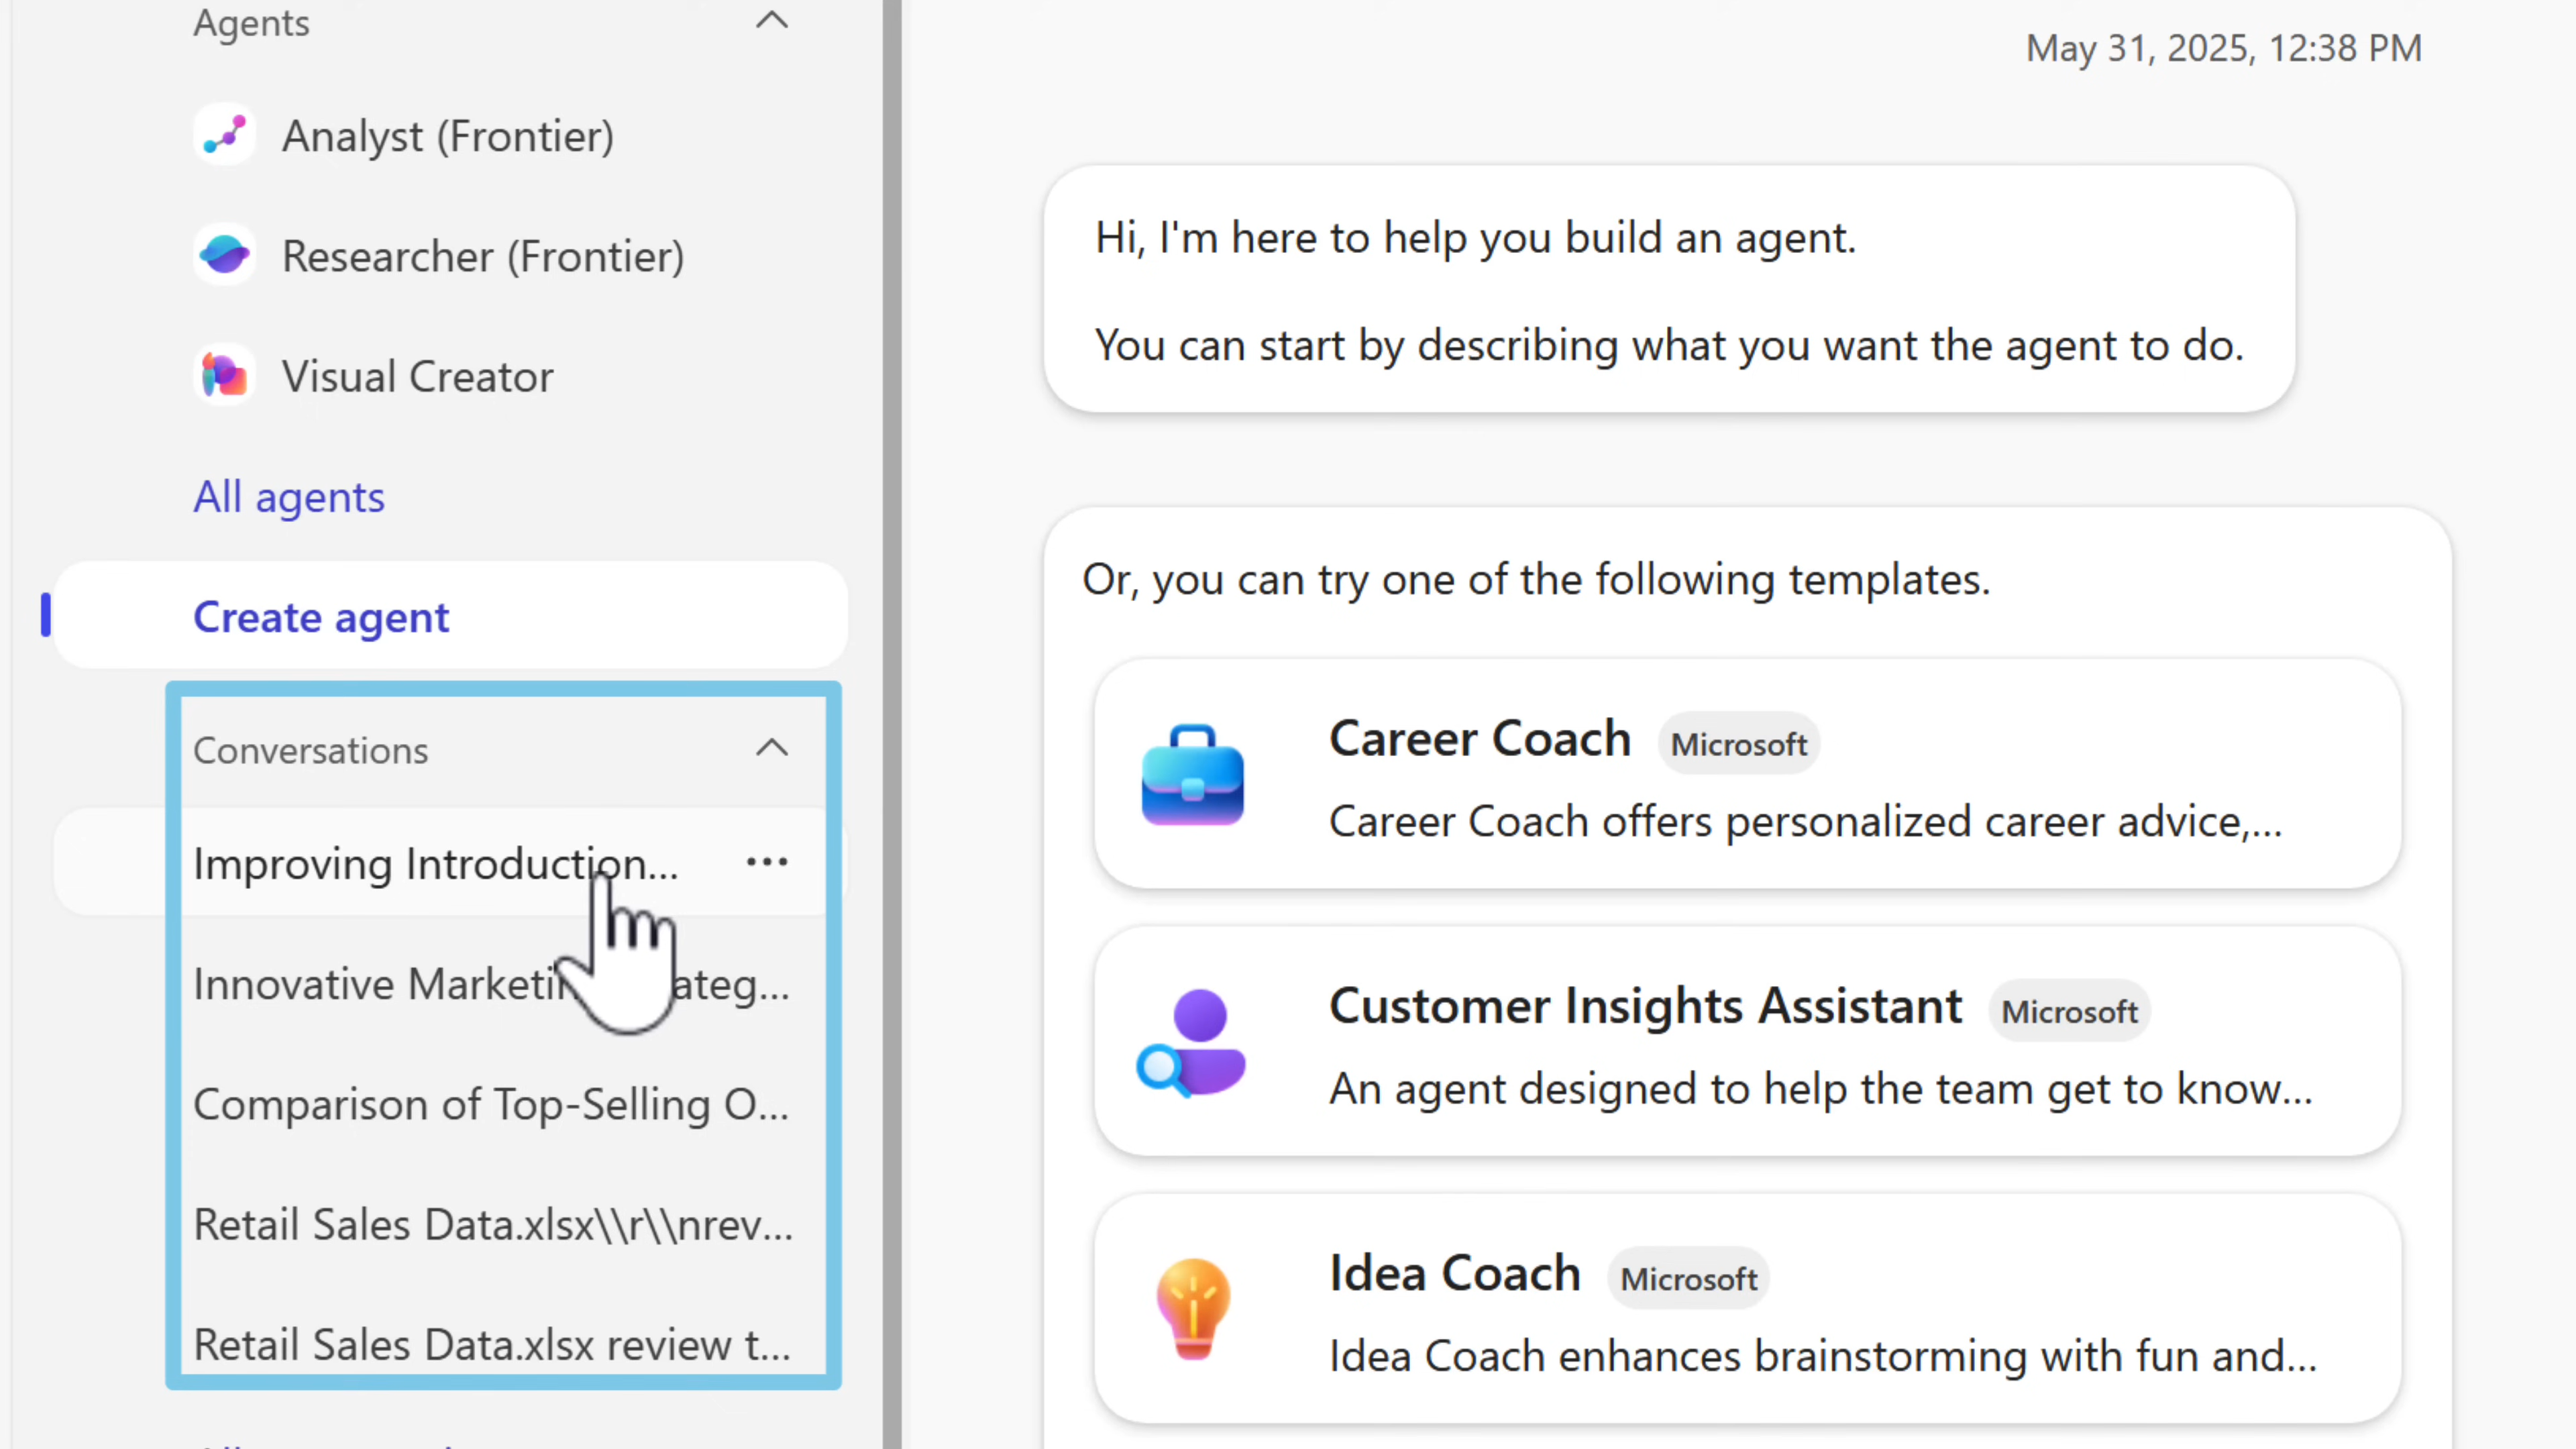 Agents
Analyst (Frontier)
Researcher (Frontier)
Visual Creator
All agents
Create agent
Conversations
Improving Introduction...
Innovative
Comparison of Top-Selling O...
Retail Sales Data.xlsx\\r\\nrev...
Retail Sales Data.xlsx review t...
May 31, 2025, 12:38 PM
Hi, I'm here to help you build an agent.
You can start by describing what you want the agent to do.
Or, you can try one of the following templates.
Career Coach Microsoft
Career Coach offers personalized career advice,...
Customer Insights Assistant Microsoft
An agent designed to help the team get to know...
Idea Coach Microsoft
Idea Coach enhances brainstorming with fun and...